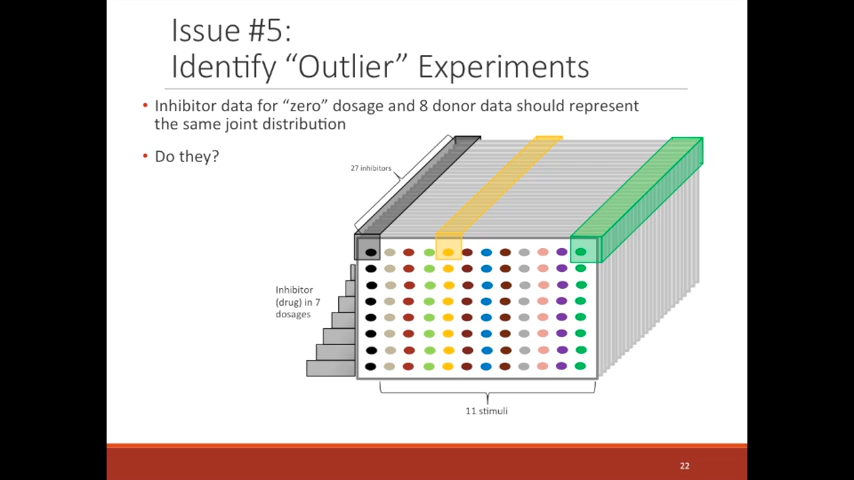 Issue #5:
Identify “Outlier” Experiments
• Inhibitor data for “zero” dosage and 8 donor data should represent
the same joint distribution
• Do they?
27 inhibitors
Inhibitor
(drug) in 7
dosages
11 stimuli
22